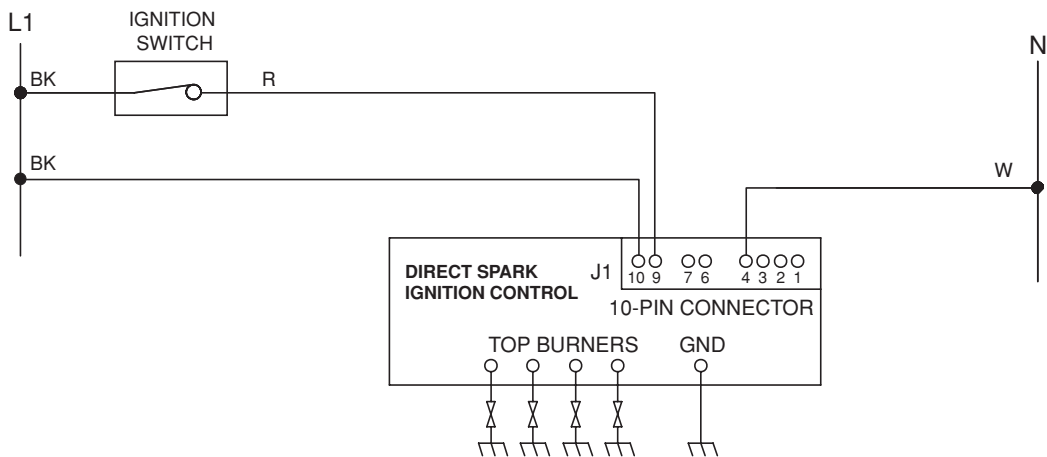 L1
IGNITION
SWITCH
N
BK
R
BK
W
DIRECT SPARK
IGNITION CONTROL
J1
10 9 7 6 4 3 2 1
10-PIN CONNECTOR
TOP BURNERS
GND